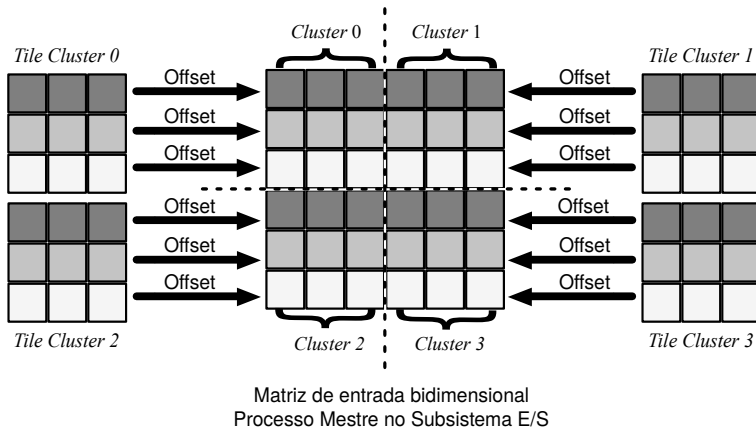 Cluster 0
Cluster 1
Tile Cluster 0
Tile Cluster 1
Offset
Offset
Offset
Offset
Offset
Offset
Offset
Offset
Offset
Offset
Offset
Offset
Tile Cluster 2
Cluster 2
Cluster 3
Tile Cluster 3
Matriz de entrada bidimensional
Processo Mestre no Subsistema E/S